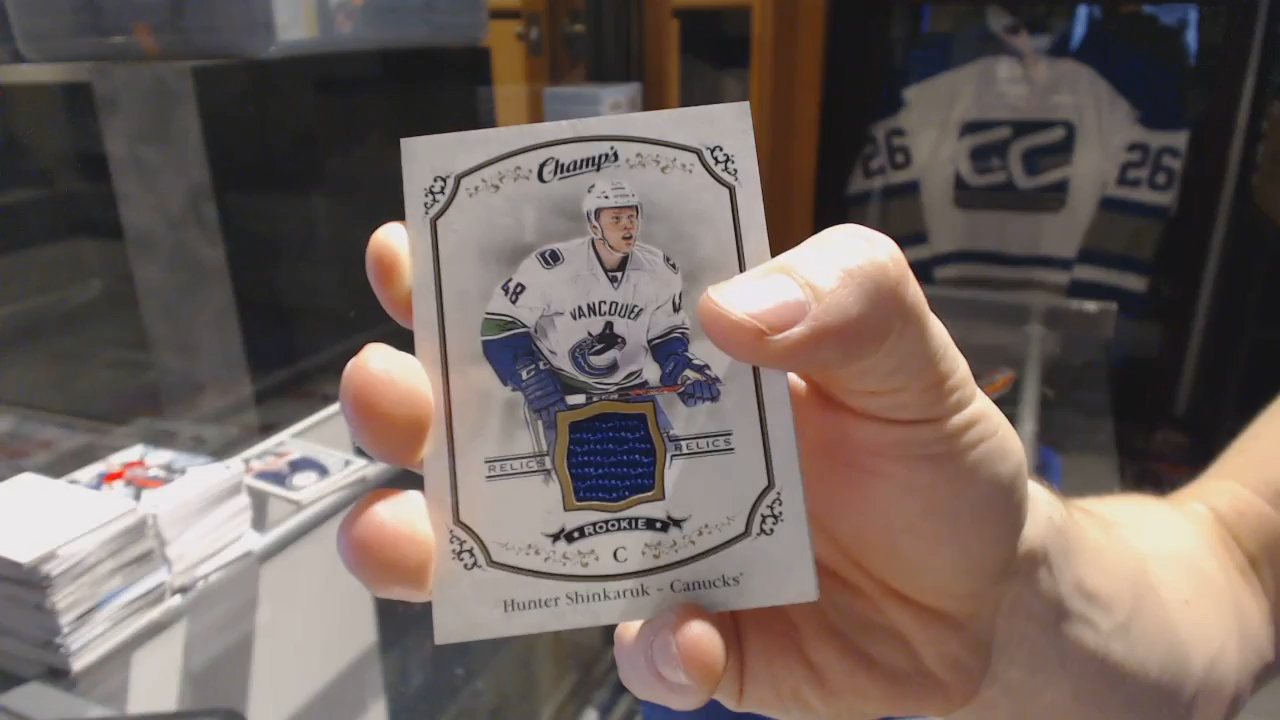 Champ's
48
VANCOUVER
RELICS
RELICS
★ ROOKIE ★
C
Hunter Shinkaruk - Canucks
26
26